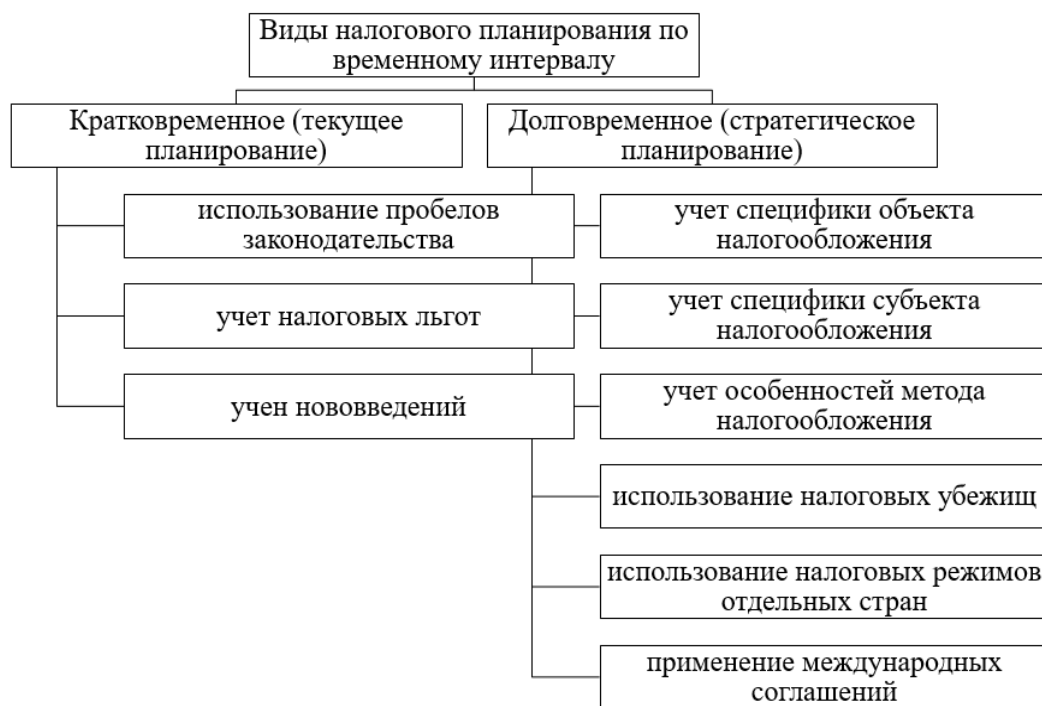 Виды налогового планирования по
временному интервалу
Кратковременное (текущее
планирование)
Долговременное (стратегическое
планирование)
использование пробелов
законодательства
учет налоговых льгот
учен нововведений
учет специфики объекта
налогообложения
учет специфики субъекта
налогообложения
учет особенностей метода
налогообложения
использование налоговых убежищ
использование налоговых режимов
отдельных стран
применение международных
соглашений